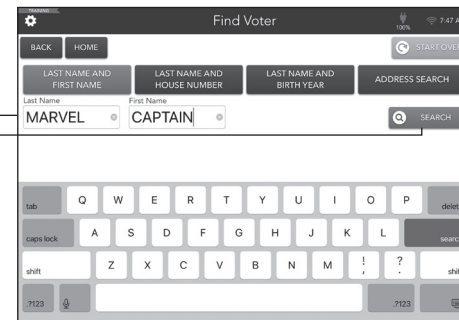 TRAINING
Find Voter
100%
7:47 A
BACK HOME START OVER
LAST NAME AND FIRST NAME
LAST NAME AND HOUSE NUMBER
LAST NAME AND BIRTH YEAR
ADDRESS SEARCH
Last Name First Name
MARVEL CAPTAIN SEARCH
tab Q W E R T Y U I O P delet
caps lock A S D F G H J K L searc
shift Z X C V B N M ! , ? . shi
.?123 .?123